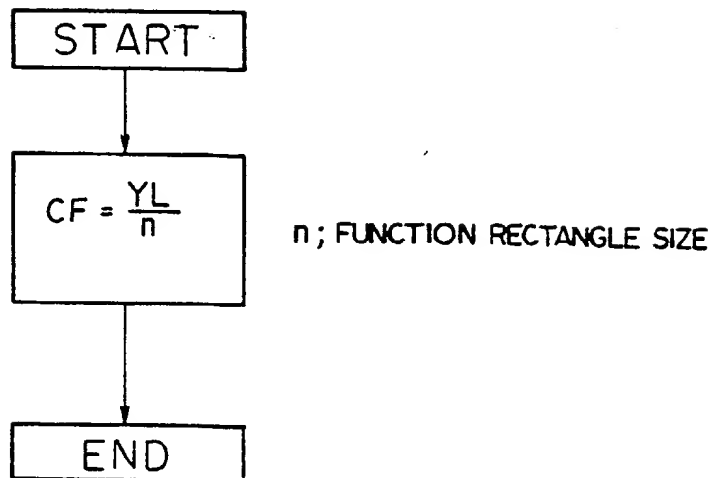 START
CF = YL/n
n; FUNCTION RECTANGLE SIZE
END